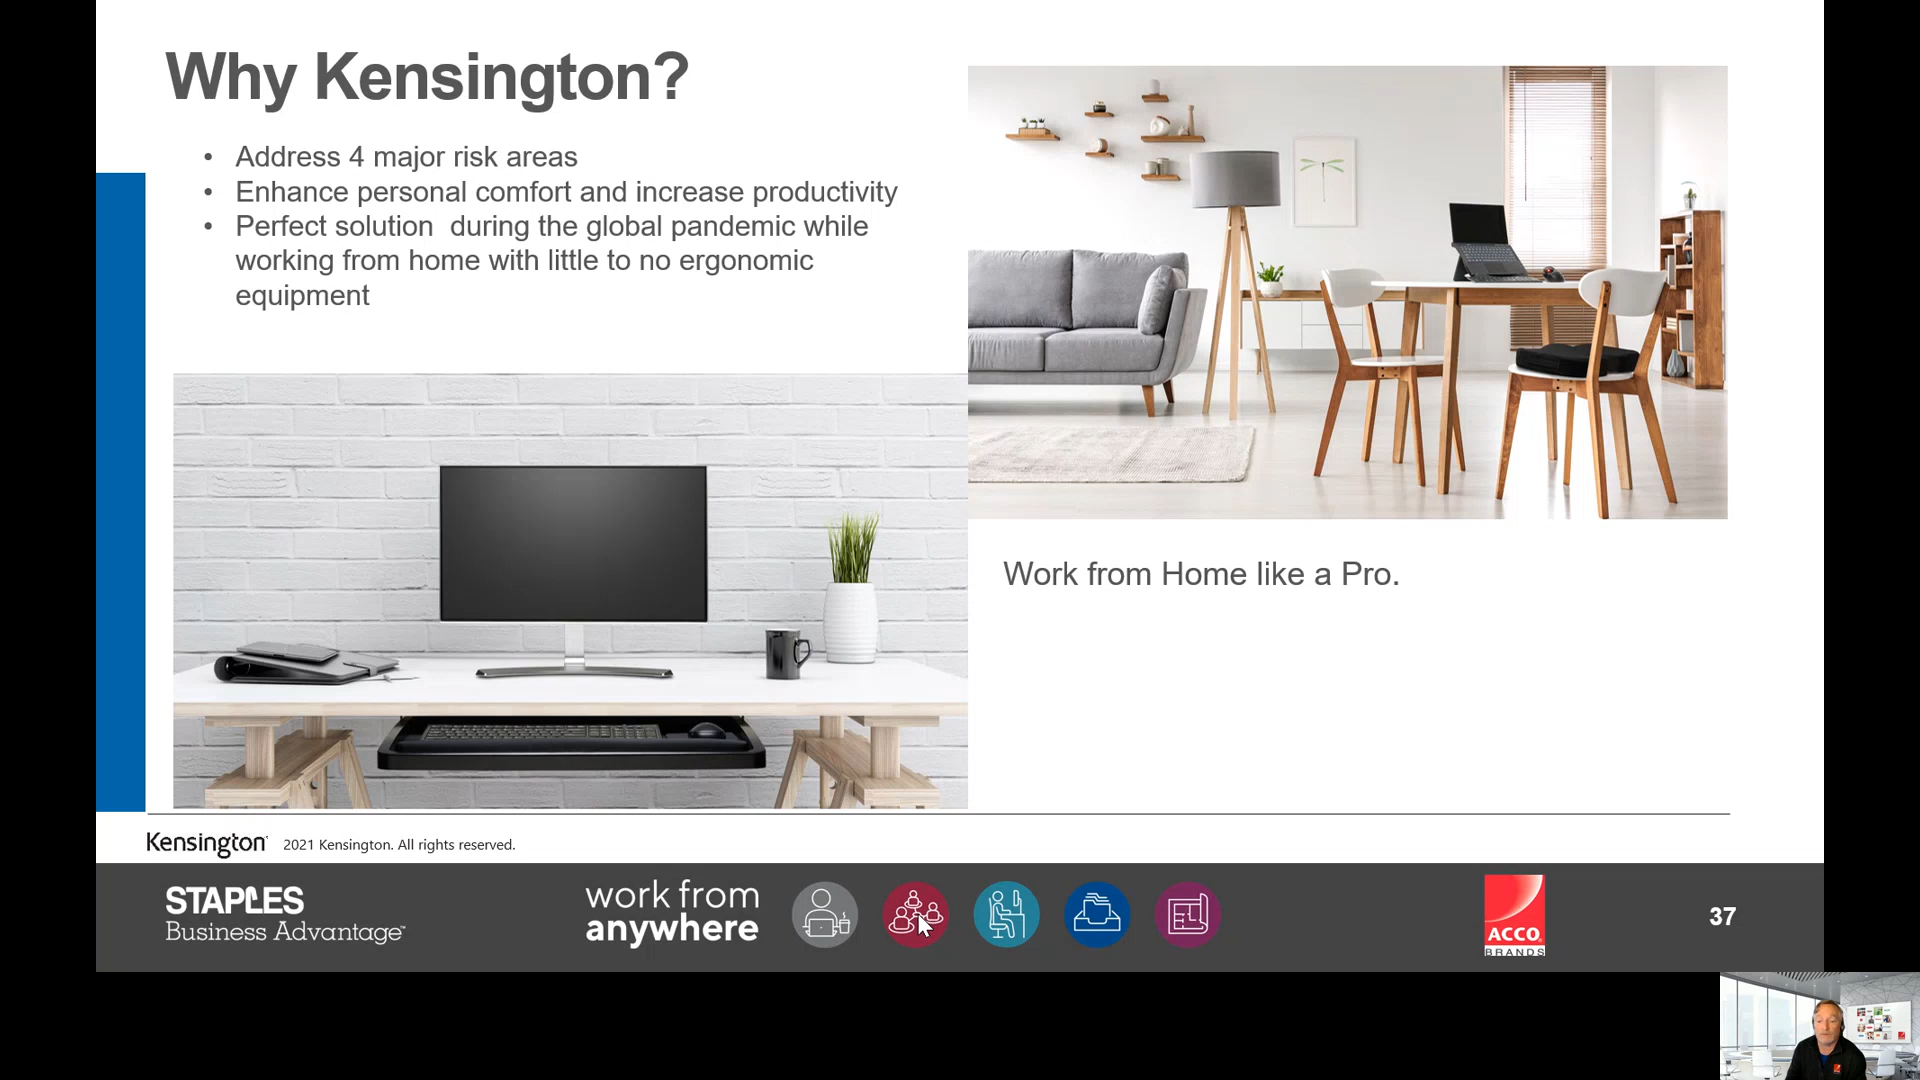 Why Kensington?
• Address 4 major risk areas
• Enhance personal comfort and increase productivity
• Perfect solution  during the global pandemic while
working from home with little to no ergonomic
equipment
Work from Home like a Pro.
Kensington
2021 Kensington. All rights reserved.
STAPLES
Business Advantage™
work from
anywhere
ACCO
BRANDS
37